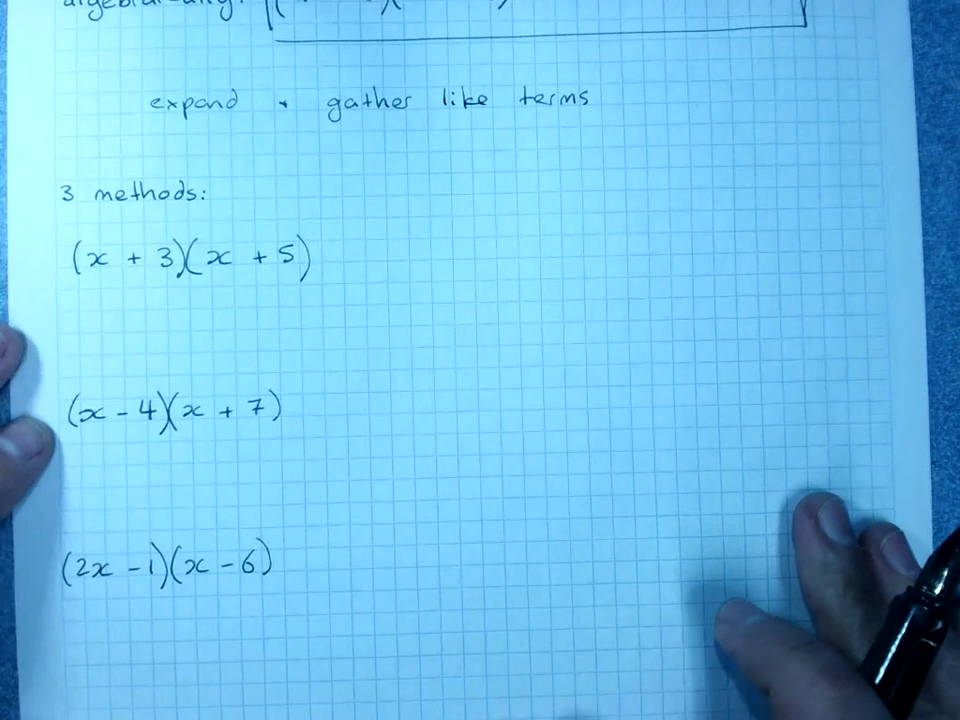 expand + gather like terms
3 methods:
(x + 3)(x + 5)
(x - 4)(x + 7)
(2x - 1)(x - 6)